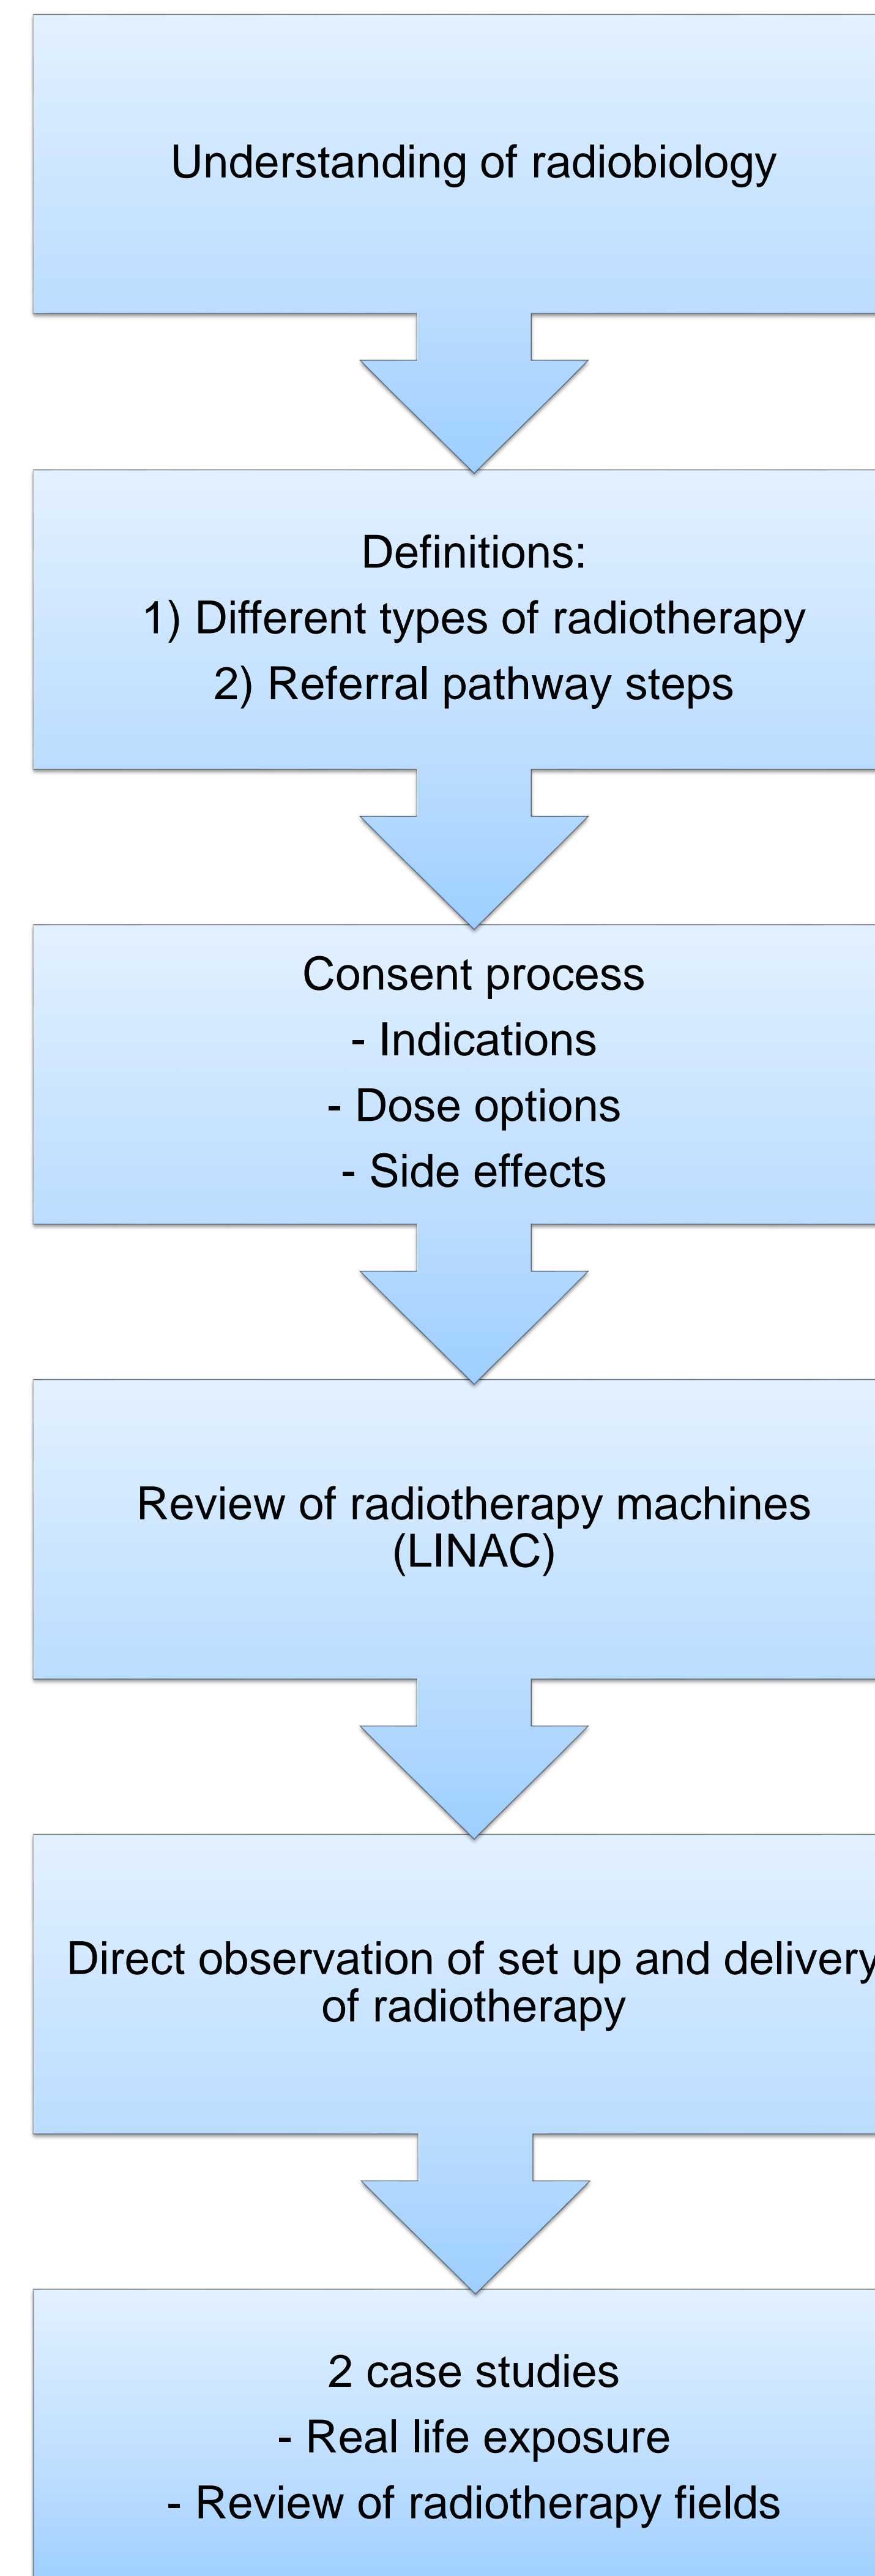 Understanding of radiobiology
Definitions:
1) Different types of radiotherapy
2) Referral pathway steps
Consent process
- Indications
- Dose options
- Side effects
Review of radiotherapy machines
(LINAC)
Direct observation of set up and delivery
of radiotherapy
2 case studies
- Real life exposure
- Review of radiotherapy fields